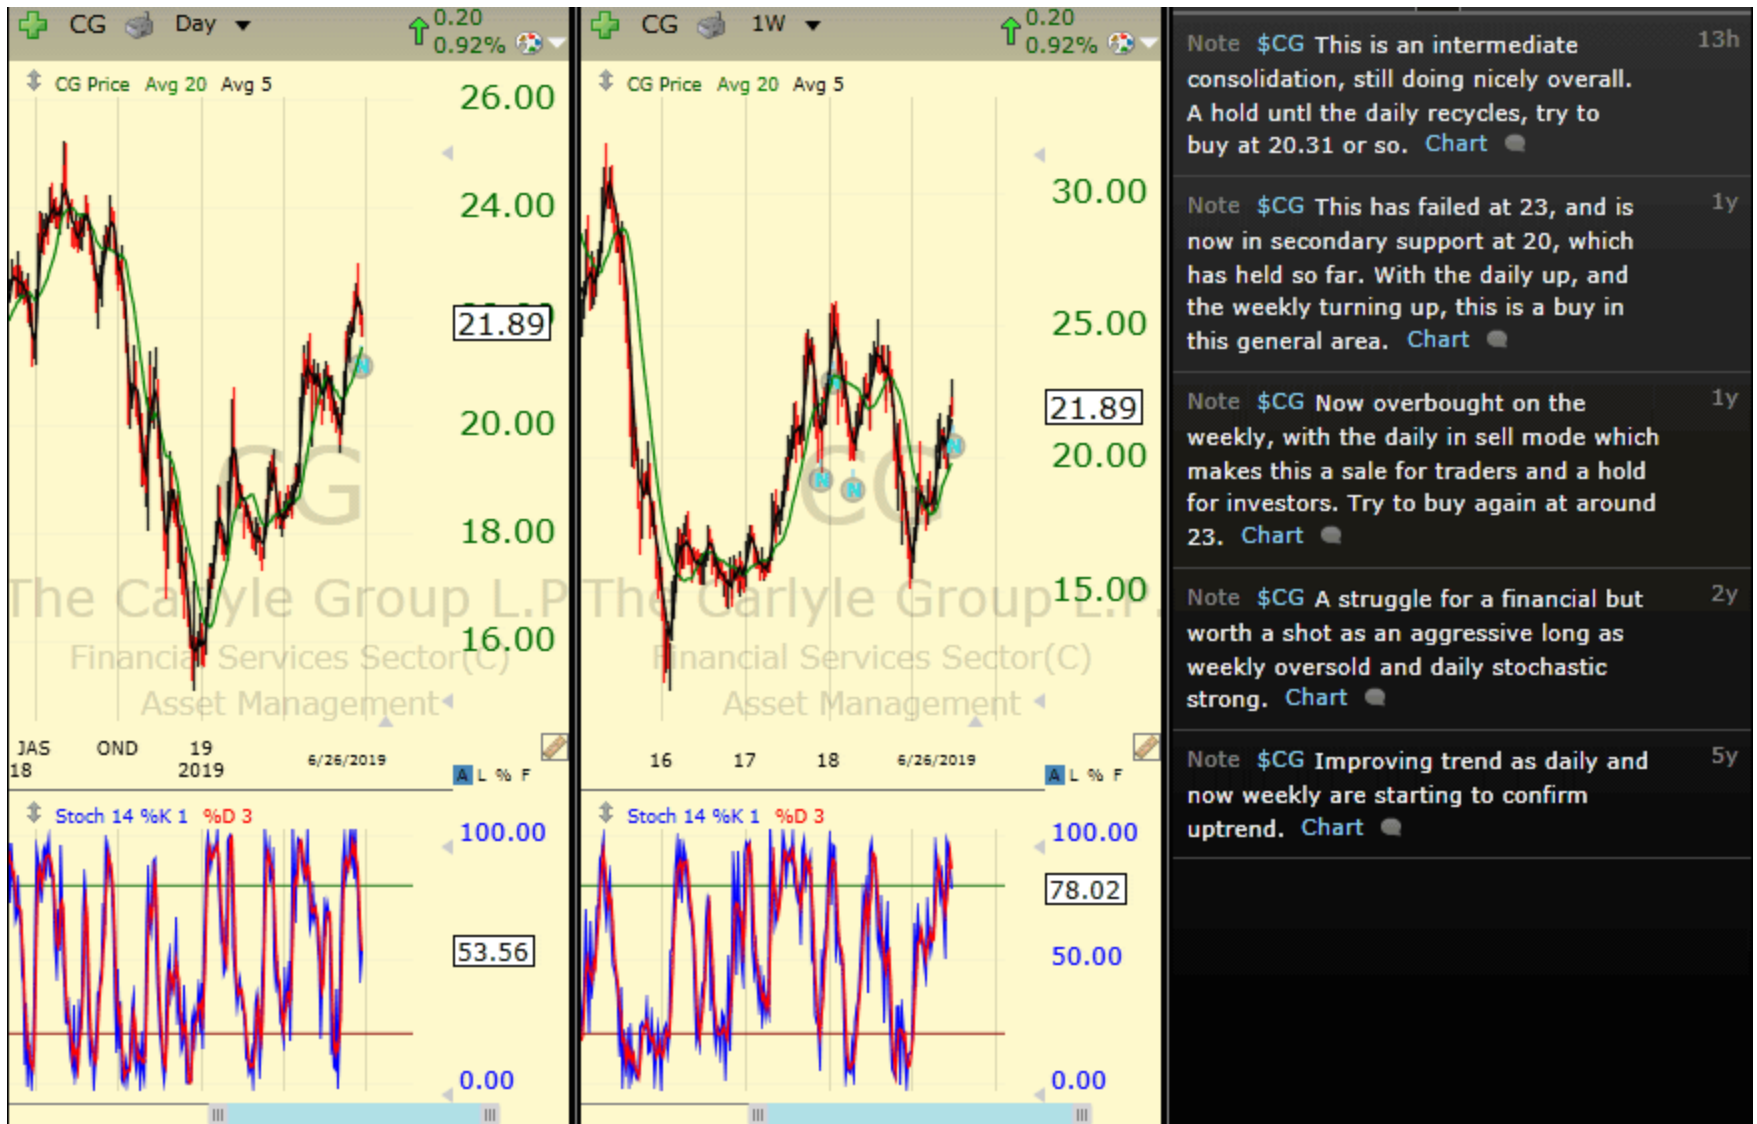 CG Day 0.20
0.92%
CG Price Avg 20 Avg 5
26.00
24.00
21.89
20.00
18.00
16.00
CG
The Carlyle Group L.P
Financial Services Sector(C)
Asset Management
JAS OND 19
18 2019 6/26/2019
A L % F
Stoch 14 %K 1 %D 3
100.00
53.56
0.00
CG 1W 0.20
0.92%
CG Price Avg 20 Avg 5
30.00
25.00
21.89
20.00
15.00
N
N
N
N
CG
The Carlyle Group L.P.
Financial Services Sector(C)
Asset Management
16 17 18 6/26/2019
A L % F
Stoch 14 %K 1 %D 3
100.00
78.02
50.00
0.00
Note $CG This is an intermediate 13h
consolidation, still doing nicely overall.
A hold untl the daily recycles, try to
buy at 20.31 or so. Chart
Note $CG This has failed at 23, and is 1y
now in secondary support at 20, which
has held so far. With the daily up, and
the weekly turning up, this is a buy in
this general area. Chart
Note $CG Now overbought on the 1y
weekly, with the daily in sell mode which
makes this a sale for traders and a hold
for investors. Try to buy again at around
23. Chart
Note $CG A struggle for a financial but 2y
worth a shot as an aggressive long as
weekly oversold and daily stochastic
strong. Chart
Note $CG Improving trend as daily and 5y
now weekly are starting to confirm
uptrend. Chart